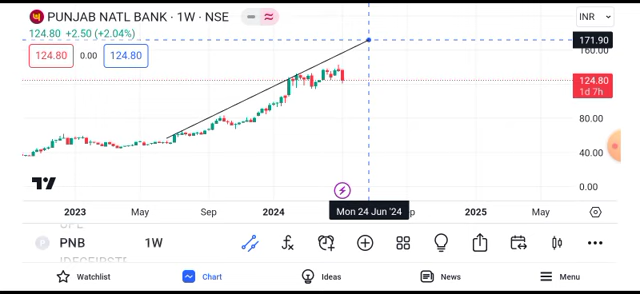 PUNJAB NATL BANK · 1W · NSE
INR
124.80 +2.50 (+2.04%)
171.90
160.00
124.80 0.00 124.80
124.80
1d 7h
80.00
40.00
0.00
2023 May Sep 2024 Mon 24 Jun '24 2025 May
P PNB 1W
Watchlist Chart Ideas News Menu